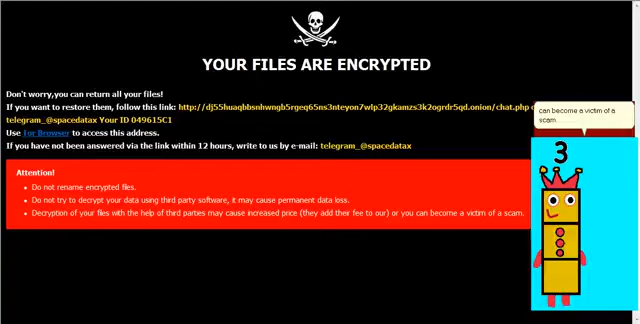 YOUR FILES ARE ENCRYPTED
Don't worry,you can return all your files!
If you want to restore them, follow this link: http://dj55huaqbbsnhwngb5rgeq65ns3nteyon7wlp32gkamzs3k2ogrdr5qd.onion/chat.php
telegram_@spacedatax Your ID 049615C1
Use Tor Browser to access this address.
If you have not been answered via the link within 12 hours, write to us by e-mail: telegram_@spacedatax
can become a victim of a
scam
3
Attention!
Do not rename encrypted files.
Do not try to decrypt your data using third party software, it may cause permanent data loss.
Decryption of your files with the help of third parties may cause increased price (they add their fee to our) or you can become a victim of a scam.